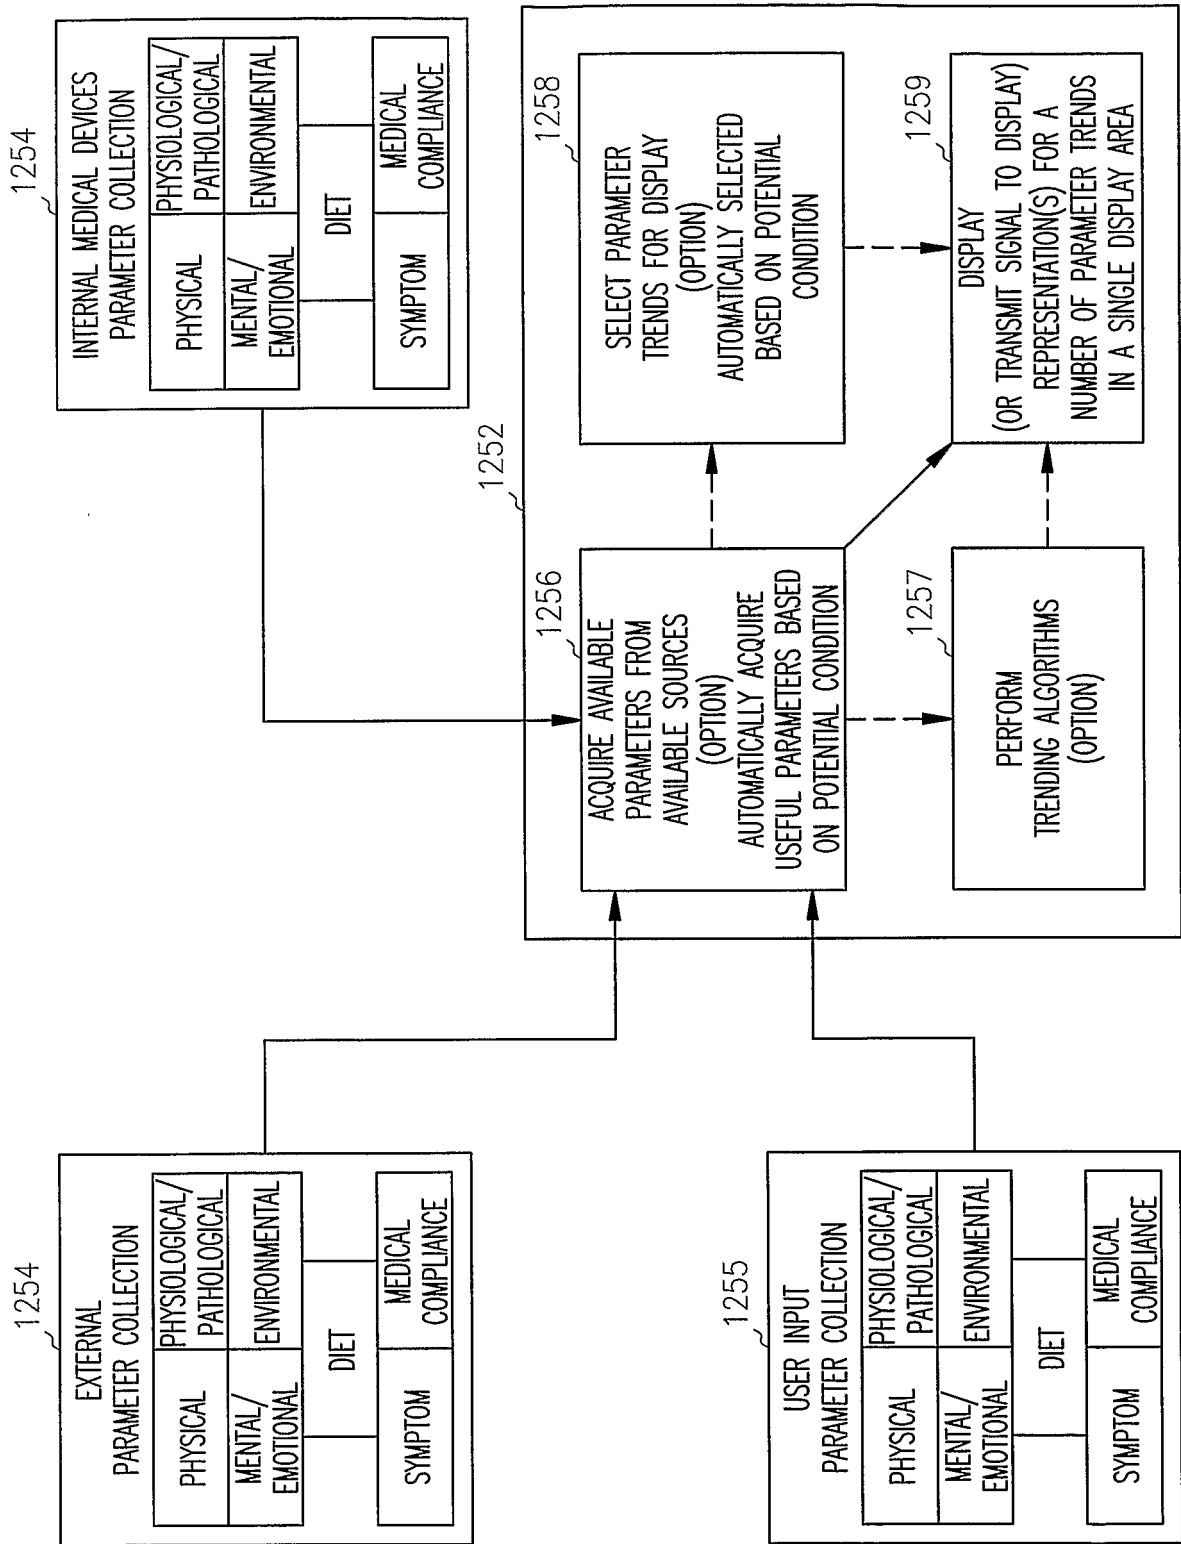 1254
EXTERNAL
PARAMETER COLLECTION
PHYSICAL
PHYSIOLOGICAL/
PATHOLOGICAL
MENTAL/
EMOTIONAL
ENVIRONMENTAL
DIET
SYMPTOM
MEDICAL
COMPLIANCE
1255
USER INPUT
PARAMETER COLLECTION
PHYSICAL
PHYSIOLOGICAL/
PATHOLOGICAL
MENTAL/
EMOTIONAL
ENVIRONMENTAL
DIET
SYMPTOM
MEDICAL
COMPLIANCE
1254
INTERNAL MEDICAL DEVICES
PARAMETER COLLECTION
PHYSICAL
PHYSIOLOGICAL/
PATHOLOGICAL
MENTAL/
EMOTIONAL
ENVIRONMENTAL
DIET
SYMPTOM
MEDICAL
COMPLIANCE
1252
1256
ACQUIRE AVAILABLE
PARAMETERS FROM
AVAILABLE SOURCES
(OPTION)
AUTOMATICALLY ACQUIRE
USEFUL PARAMETERS BASED
ON POTENTIAL CONDITION
1258
SELECT PARAMETER
TRENDS FOR DISPLAY
(OPTION)
AUTOMATICALLY SELECTED
BASED ON POTENTIAL
CONDITION
1257
PERFORM
TRENDING ALGORITHMS
(OPTION)
1259
DISPLAY
(OR TRANSMIT SIGNAL TO DISPLAY)
REPRESENTATION(S) FOR A
NUMBER OF PARAMETER TRENDS
IN A SINGLE DISPLAY AREA